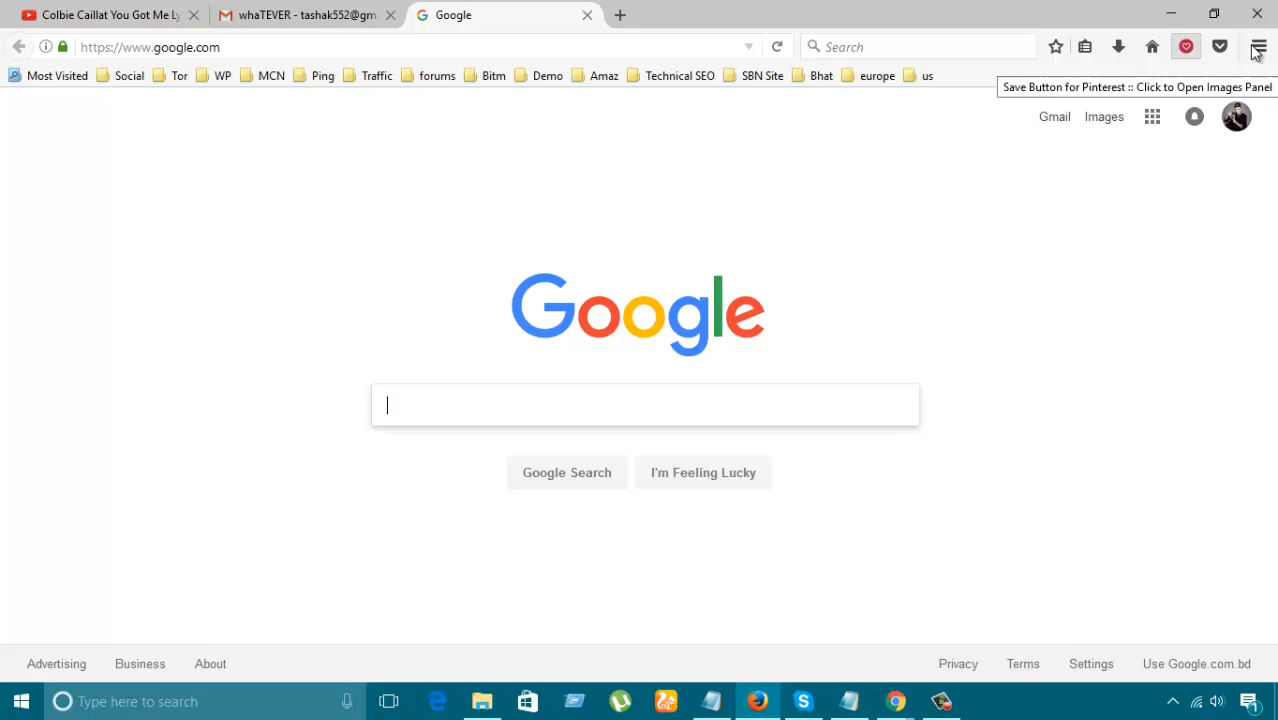 Colbie Caillat You Got Me Ly
whaTEVER - tashak552@gm
Google
https://www.google.com
Search
Most Visited Social Tor WP MCN Ping Traffic forums Bitm Demo Amaz Technical SEO SBN Site Bhat europe us
Save Button for Pinterest :: Click to Open Images Panel
Gmail Images
Google
Google Search I'm Feeling Lucky
Advertising Business About Privacy Terms Settings Use Google.com.bd
Type here to search
1